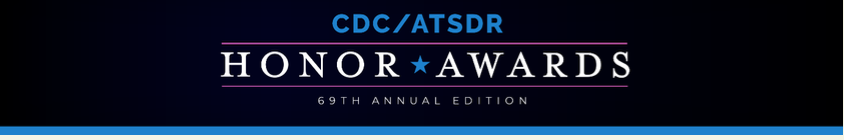 CDC/ATSDR
HONOR★AWARDS
69TH ANNUAL EDITION